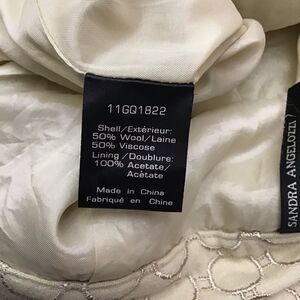 11GQ1822
Shell/Extérieur:
50% Wool/Laine
50% Viscose
Lining/Doublure:
100% Acetate/
Acétate
Made in China
Fabriqué en Chine
SANDRA ANGELOZZI